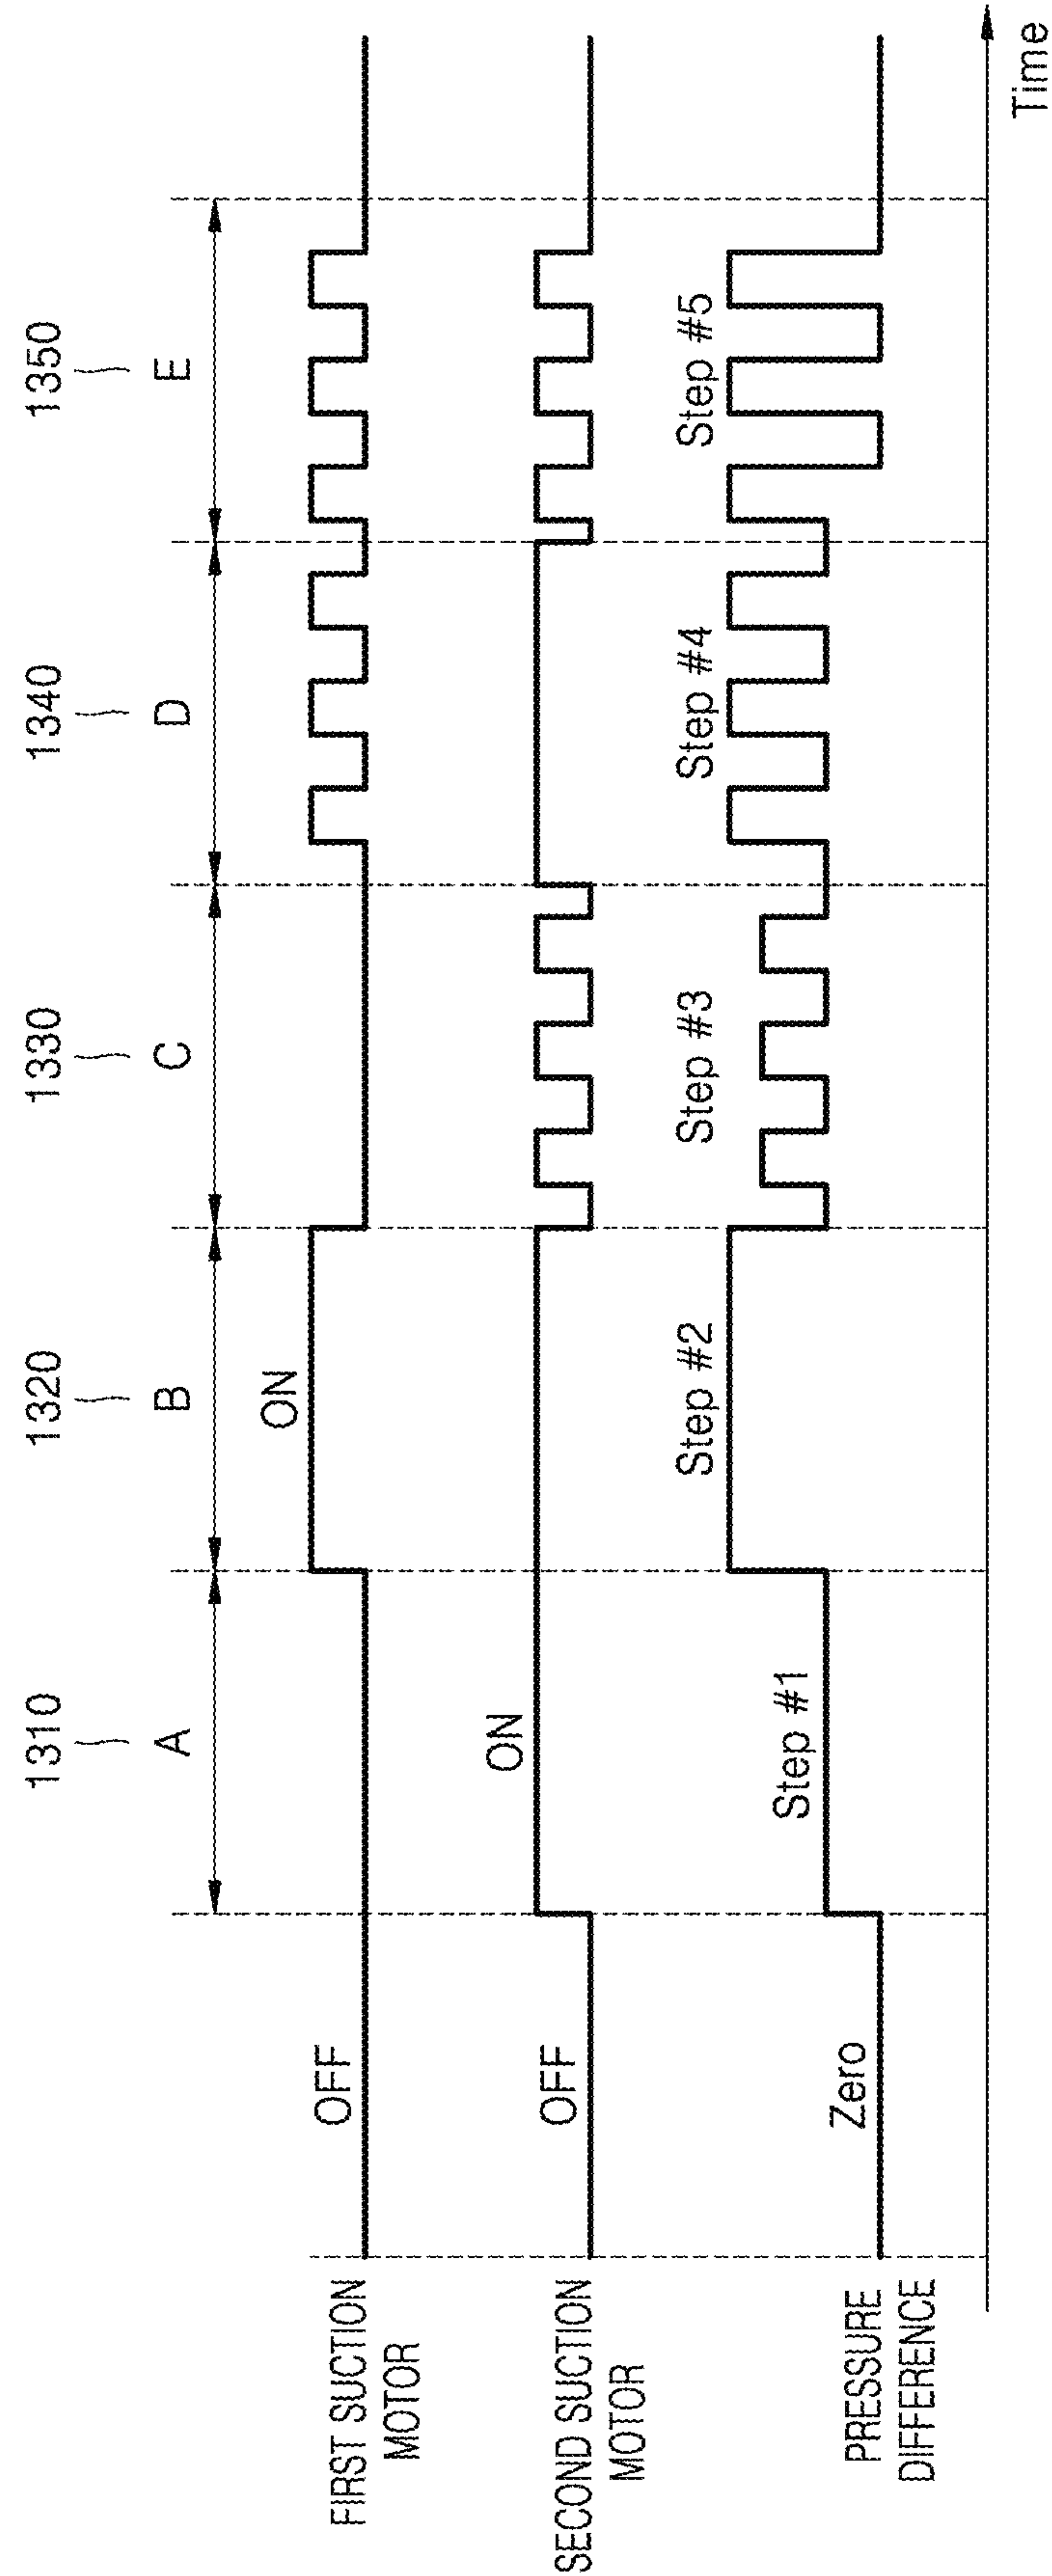 1310
1320
1330
1340
1350
A
B
C
D
E
FIRST SUCTION
MOTOR
OFF
ON
SECOND SUCTION
MOTOR
OFF
ON
PRESSURE
DIFFERENCE
Zero
Step #1
Step #2
Step #3
Step #4
Step #5
Time